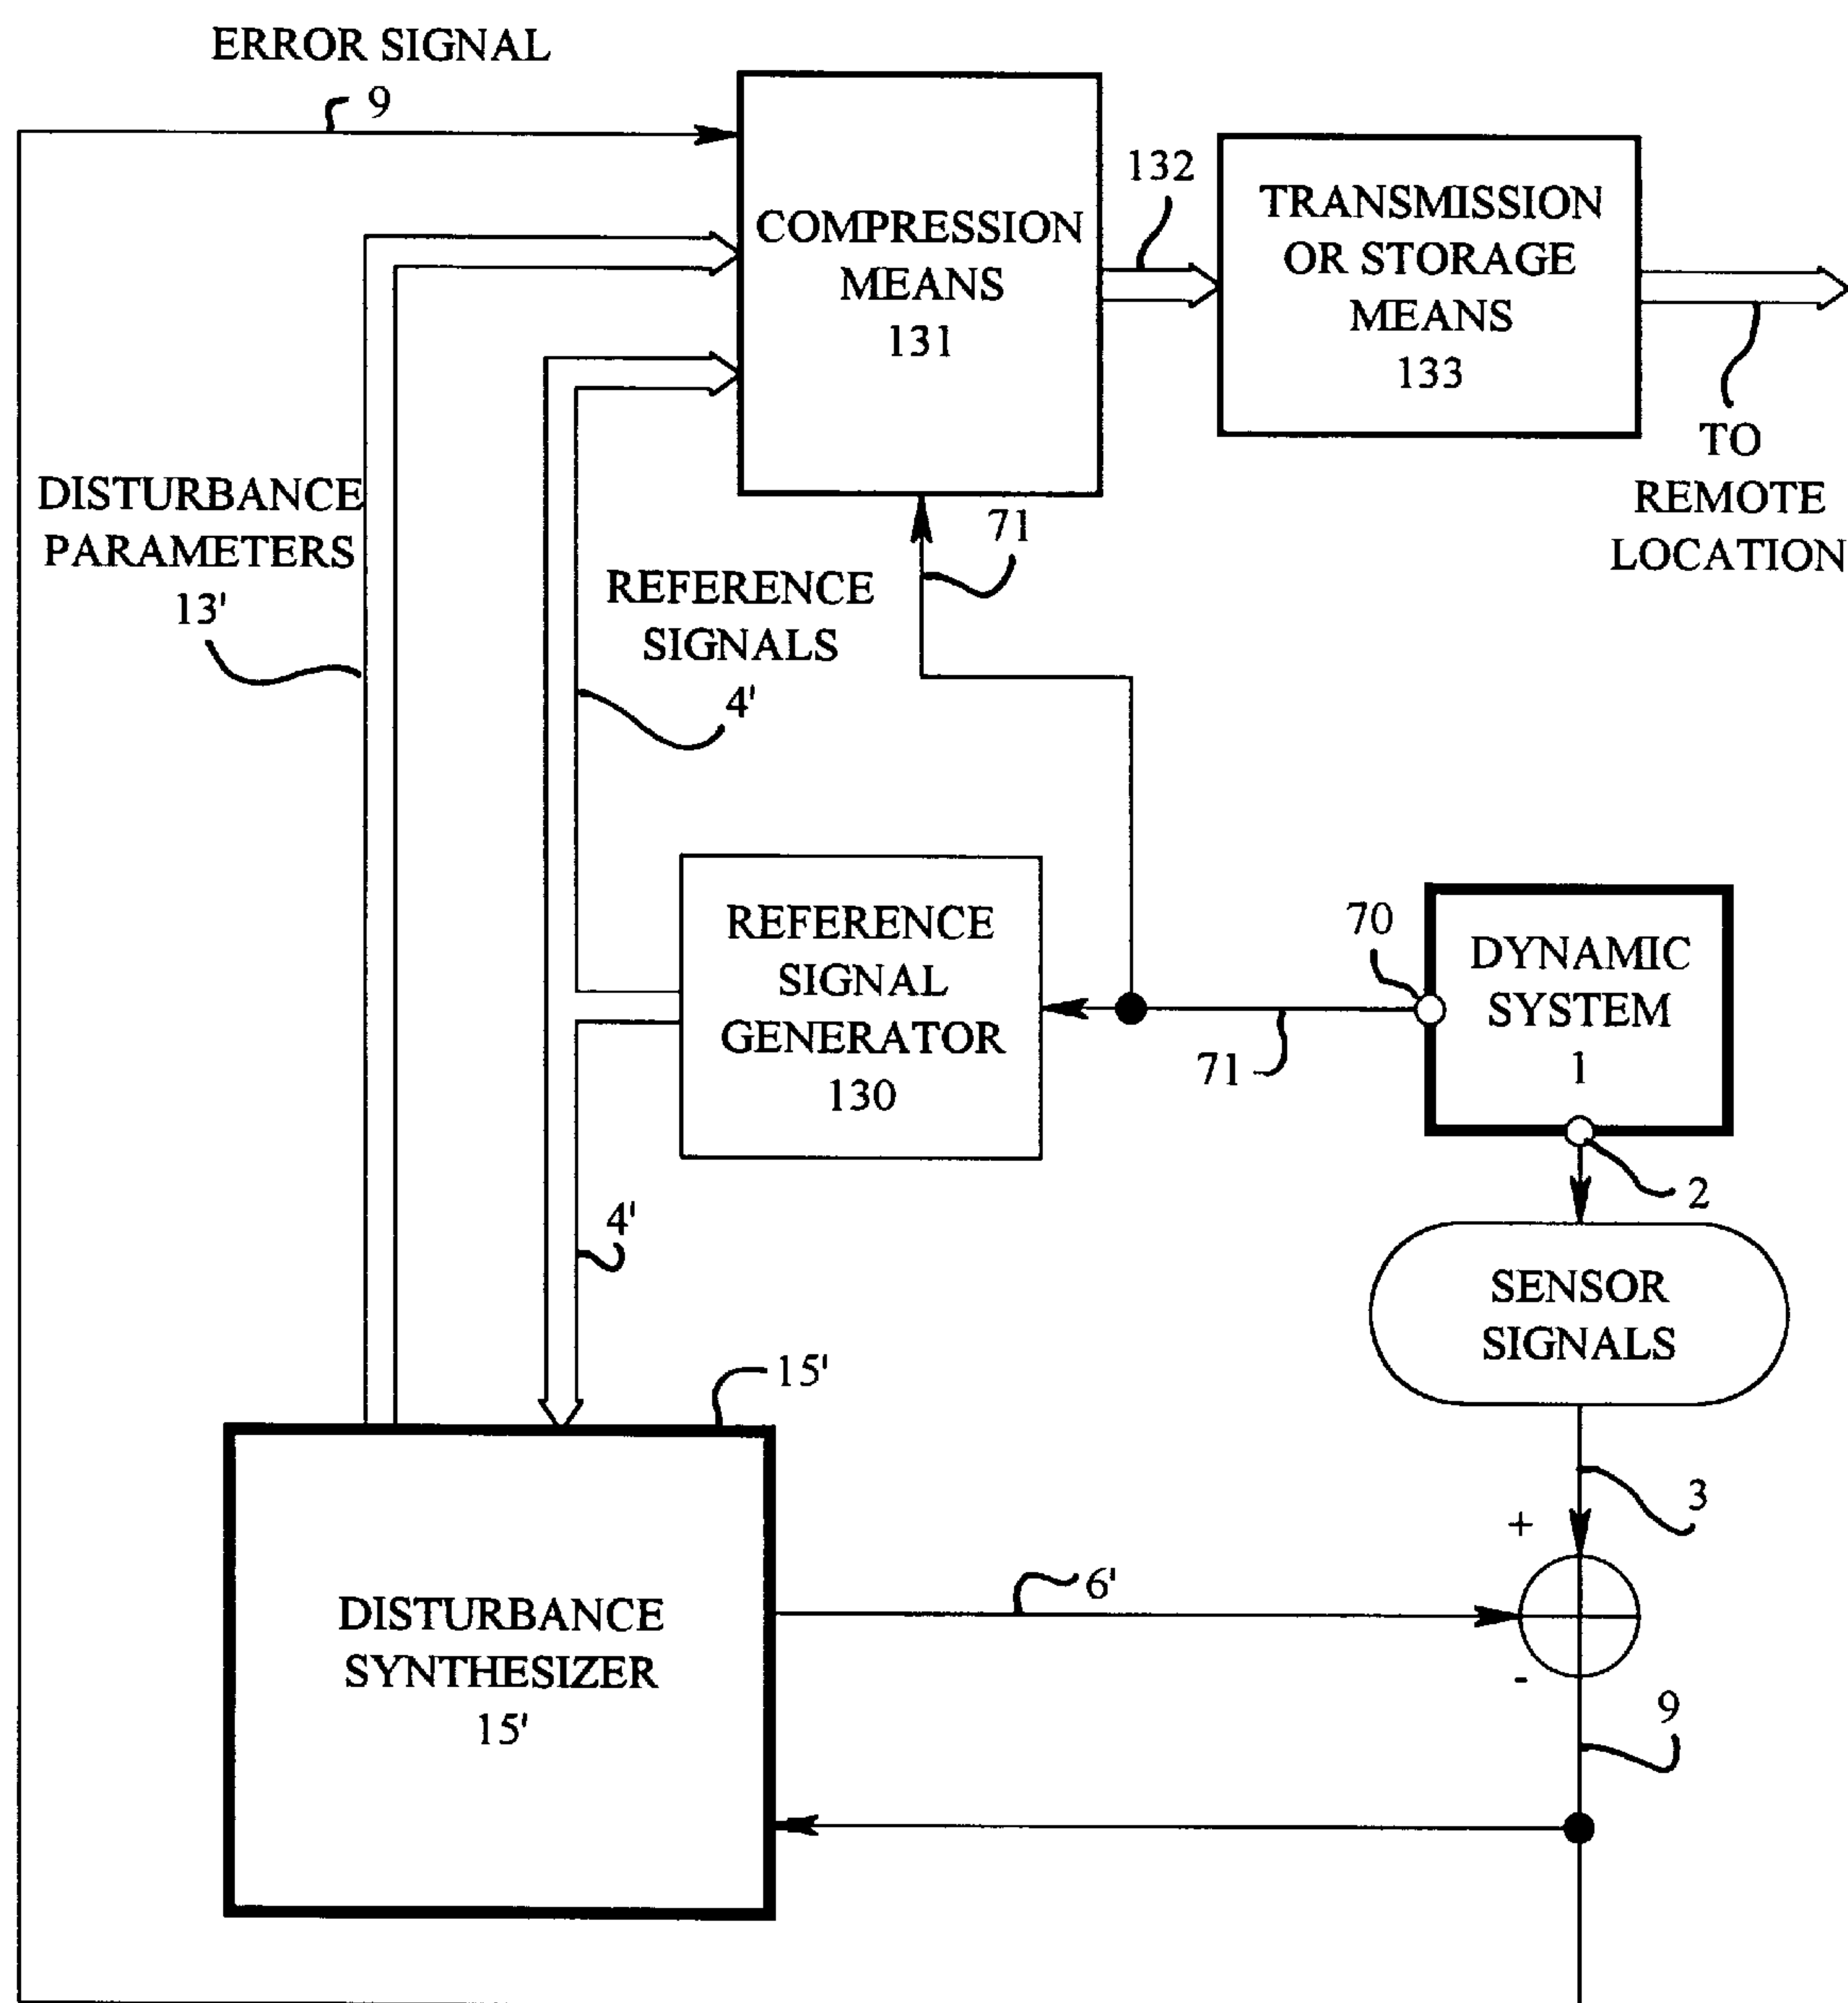 ERROR SIGNAL
9
COMPRESSION
MEANS
131
132
TRANSMISSION
OR STORAGE
MEANS
133
TO
REMOTE
LOCATION
DISTURBANCE
PARAMETERS
13'
REFERENCE
SIGNALS
4'
71
REFERENCE
SIGNAL
GENERATOR
130
71
70
DYNAMIC
SYSTEM
1
2
4'
SENSOR
SIGNALS
3
15'
+
6'
-
DISTURBANCE
SYNTHESIZER
15'
9